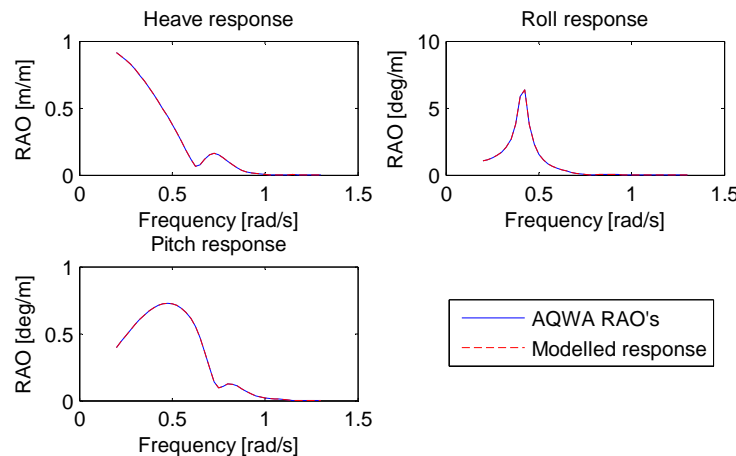 Heave response
RAO [m/m]
1
0.5
0
0 0.5 1 1.5
Frequency [rad/s]
Roll response
RAO [deg/m]
10
5
0
0 0.5 1 1.5
Frequency [rad/s]
Pitch response
RAO [deg/m]
1
0.5
0
0 0.5 1 1.5
Frequency [rad/s]
AQWA RAO's
Modelled response